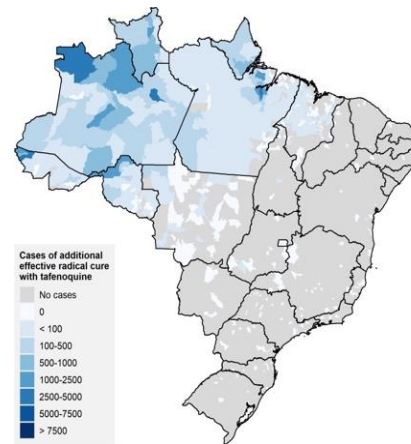 Cases of additional
effective radical cure
with tafenoquine
No cases
0
< 100
100-500
500-1000
1000-2500
2500-5000
5000-7500
> 7500